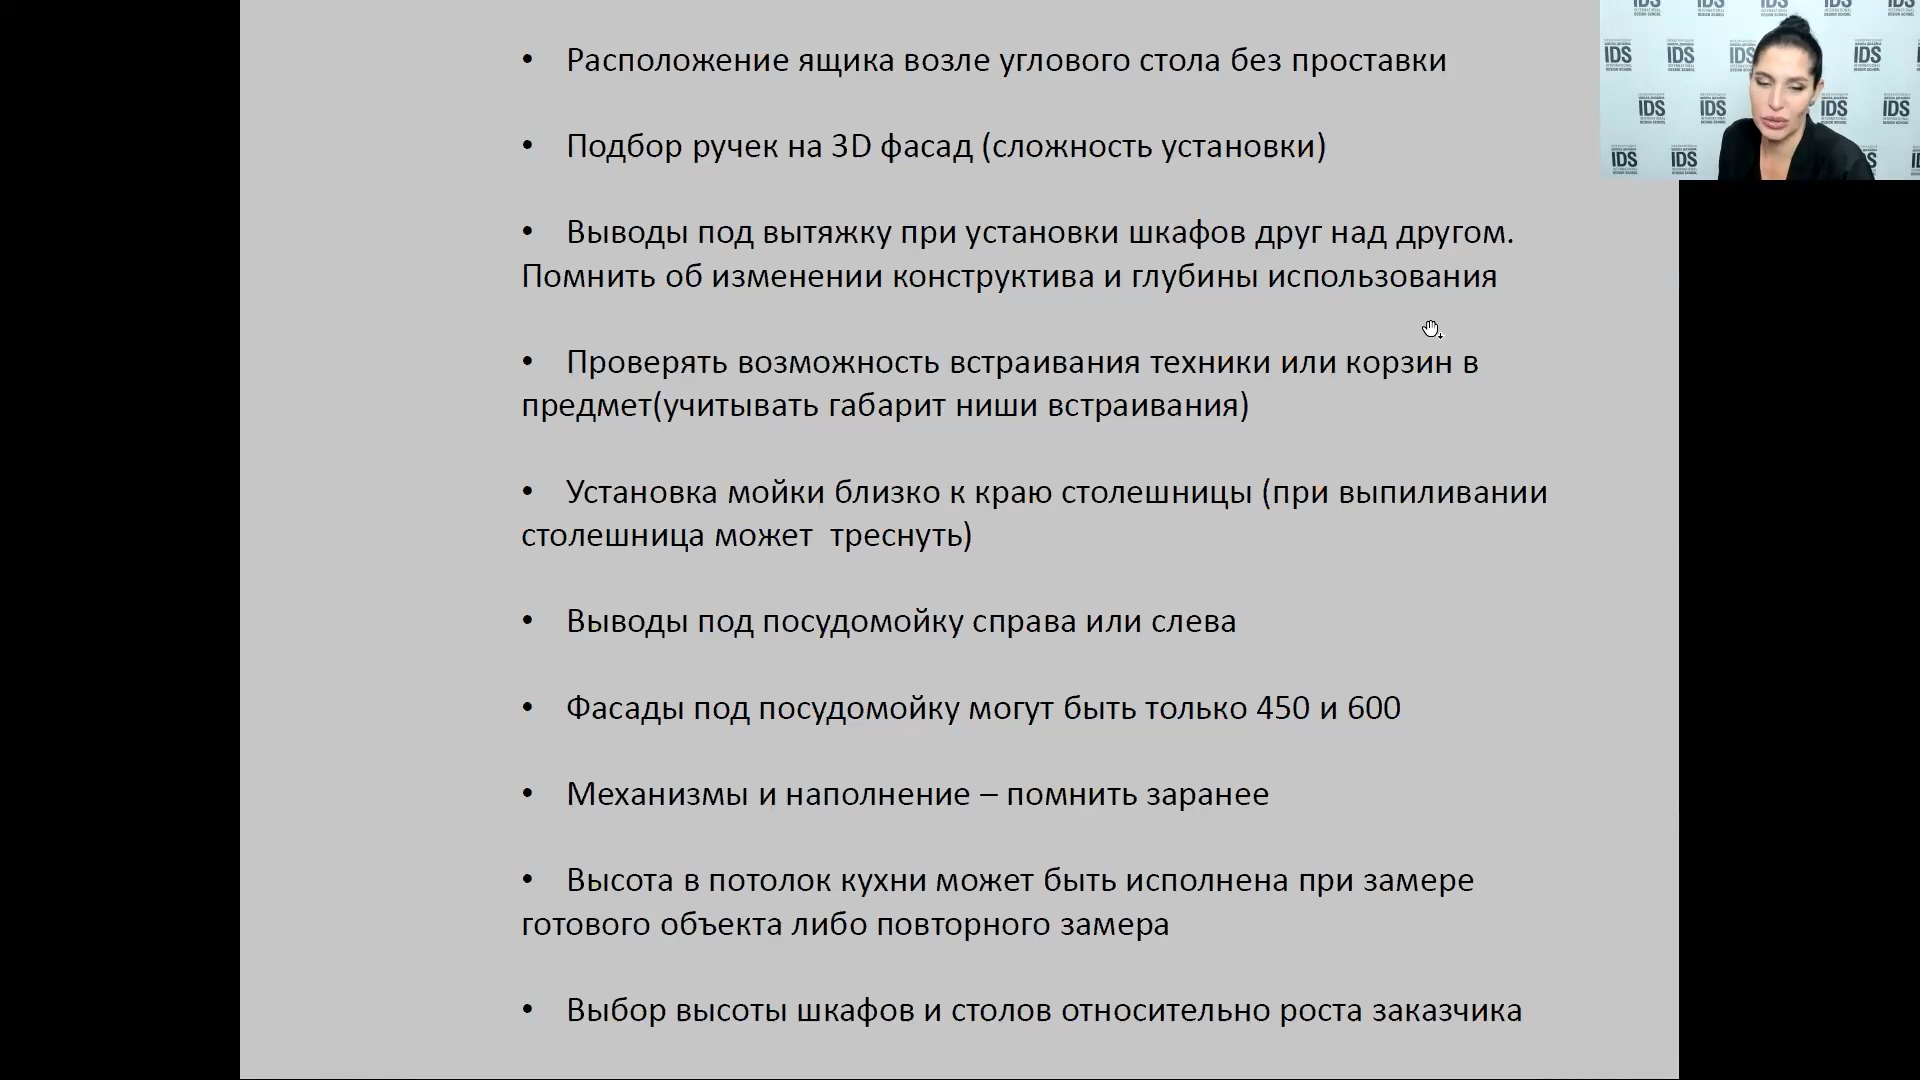 • Расположение ящика возле углового стола без проставки
• Подбор ручек на 3D фасад (сложность установки)
• Выводы под вытяжку при установки шкафов друг над другом.
Помнить об изменении конструктива и глубины использования
• Проверять возможность встраивания техники или корзин в
предмет(учитывать габарит ниши встраивания)
• Установка мойки близко к краю столешницы (при выпиливании
столешница может  треснуть)
• Выводы под посудомойку справа или слева
• Фасады под посудомойку могут быть только 450 и 600
• Механизмы и наполнение – помнить заранее
• Высота в потолок кухни может быть исполнена при замере
готового объекта либо повторного замера
• Выбор высоты шкафов и столов относительно роста заказчика
IDS
INTERNATIONAL
DESIGN SCHOOL